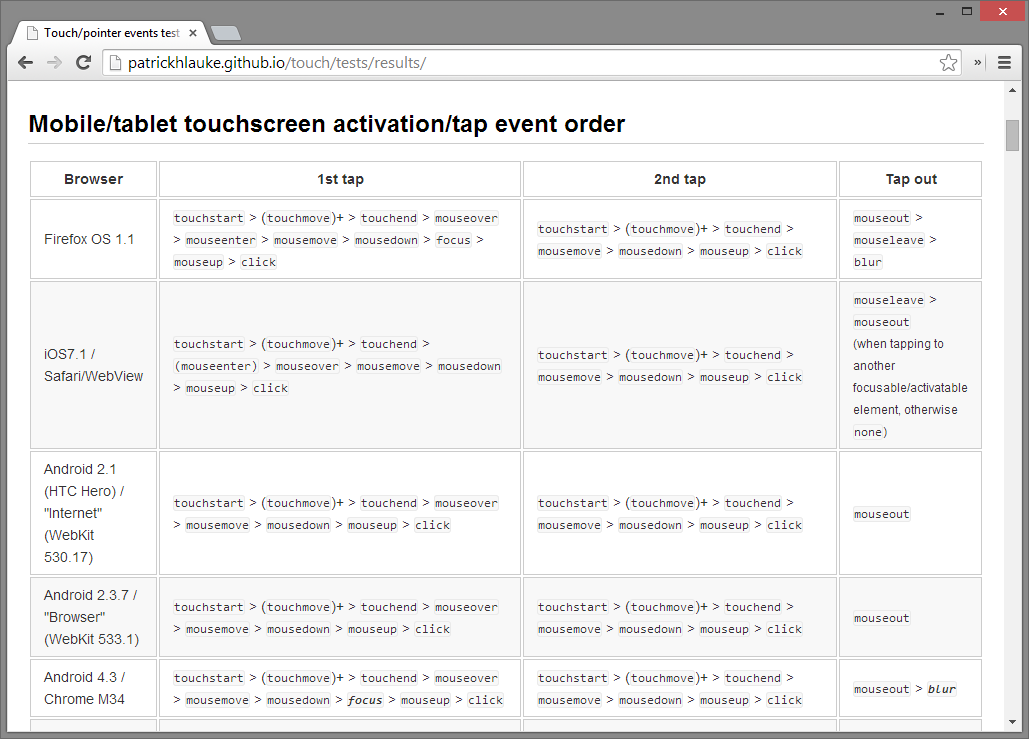 Touch/pointer events test
patrickhlauke.github.io/touch/tests/results/
Mobile/tablet touchscreen activation/tap event order
Browser
1st tap
2nd tap
Tap out
Firefox OS 1.1
touchstart > (touchmove)+ > touchend > mouseover
> mouseenter > mousemove > mousedown > focus >
mouseup > click
touchstart > (touchmove)+ > touchend >
mousemove > mousedown > mouseup > click
mouseout >
mouseleave >
blur
iOS7.1 /
Safari/WebView
touchstart > (touchmove)+ > touchend >
(mouseenter) > mouseover > mousemove > mousedown
> mouseup > click
touchstart > (touchmove)+ > touchend >
mousemove > mousedown > mouseup > click
mouseleave >
mouseout
(when tapping to
another
focusable/activatable
element, otherwise
none)
Android 2.1
(HTC Hero) /
"Internet"
(WebKit
530.17)
touchstart > (touchmove)+ > touchend > mouseover
> mousemove > mousedown > mouseup > click
touchstart > (touchmove)+ > touchend >
mousemove > mousedown > mouseup > click
mouseout
Android 2.3.7 /
"Browser"
(WebKit 533.1)
touchstart > (touchmove)+ > touchend > mouseover
> mousemove > mousedown > mouseup > click
touchstart > (touchmove)+ > touchend >
mousemove > mousedown > mouseup > click
mouseout
Android 4.3 /
Chrome M34
touchstart > (touchmove)+ > touchend > mouseover
> mousemove > mousedown > focus > mouseup > click
touchstart > (touchmove)+ > touchend >
mousemove > mousedown > mouseup > click
mouseout > blur